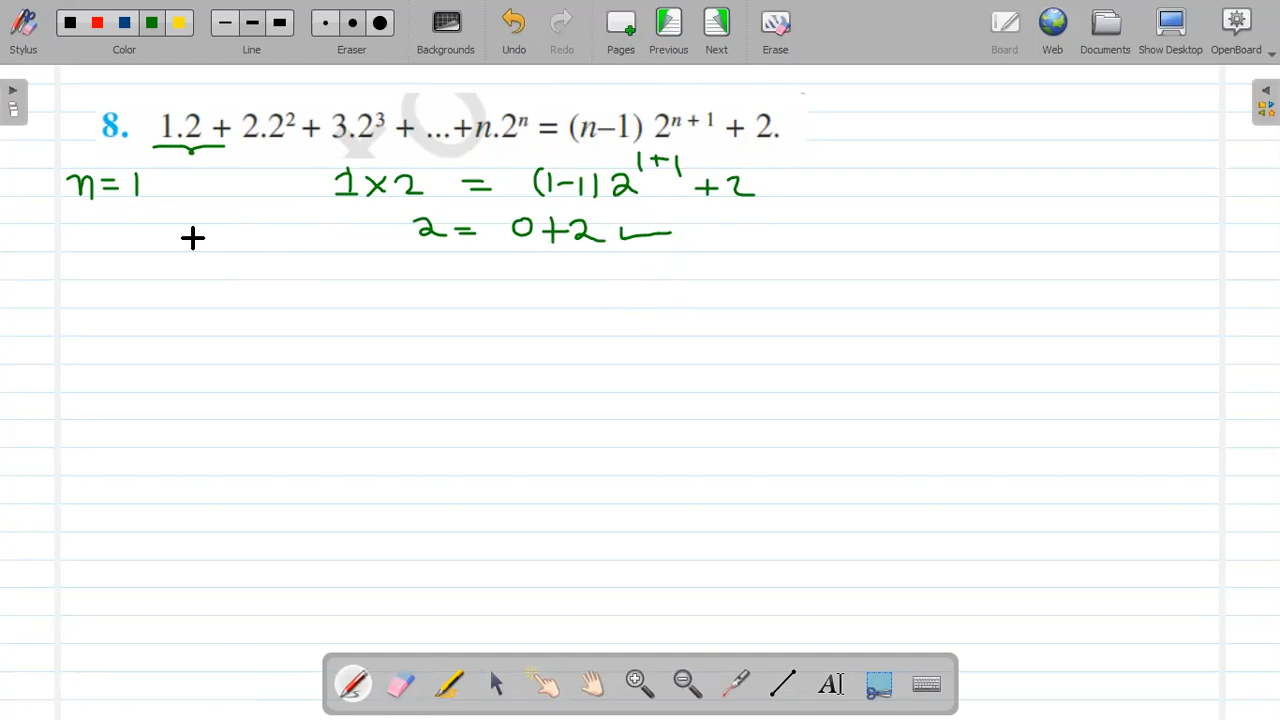 Stylus Color Line Eraser Backgrounds Undo Redo Pages Previous Next Erase Board Web Documents Show Desktop OpenBoard
8. 1.2 + 2.2² + 3.2³ + ...+n.2ⁿ = (n–1) 2ⁿ⁺¹ + 2.
n=1 1×2 = (1-1)2¹⁺¹ +2
2= 0+2